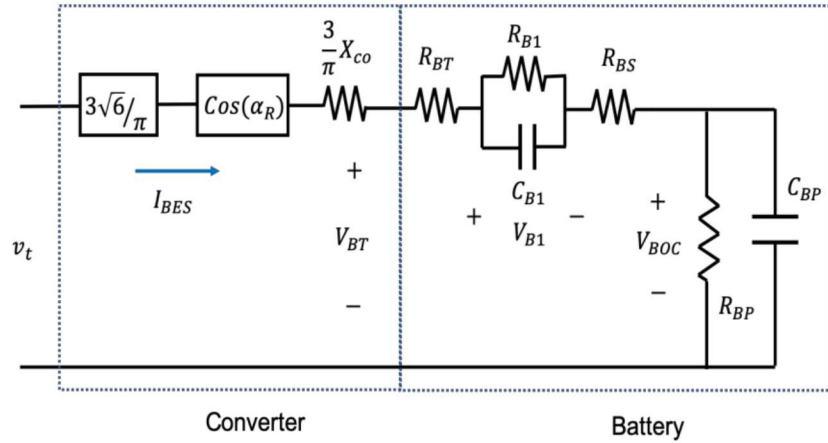 3√6/π
Cos(α_R)
3/π X_co
R_BT
R_B1
R_BS
I_BES
C_B1
C_BP
v_t
+
V_BT
−
+ V_B1 −
+
V_BOC
−
R_BP
Converter
Battery